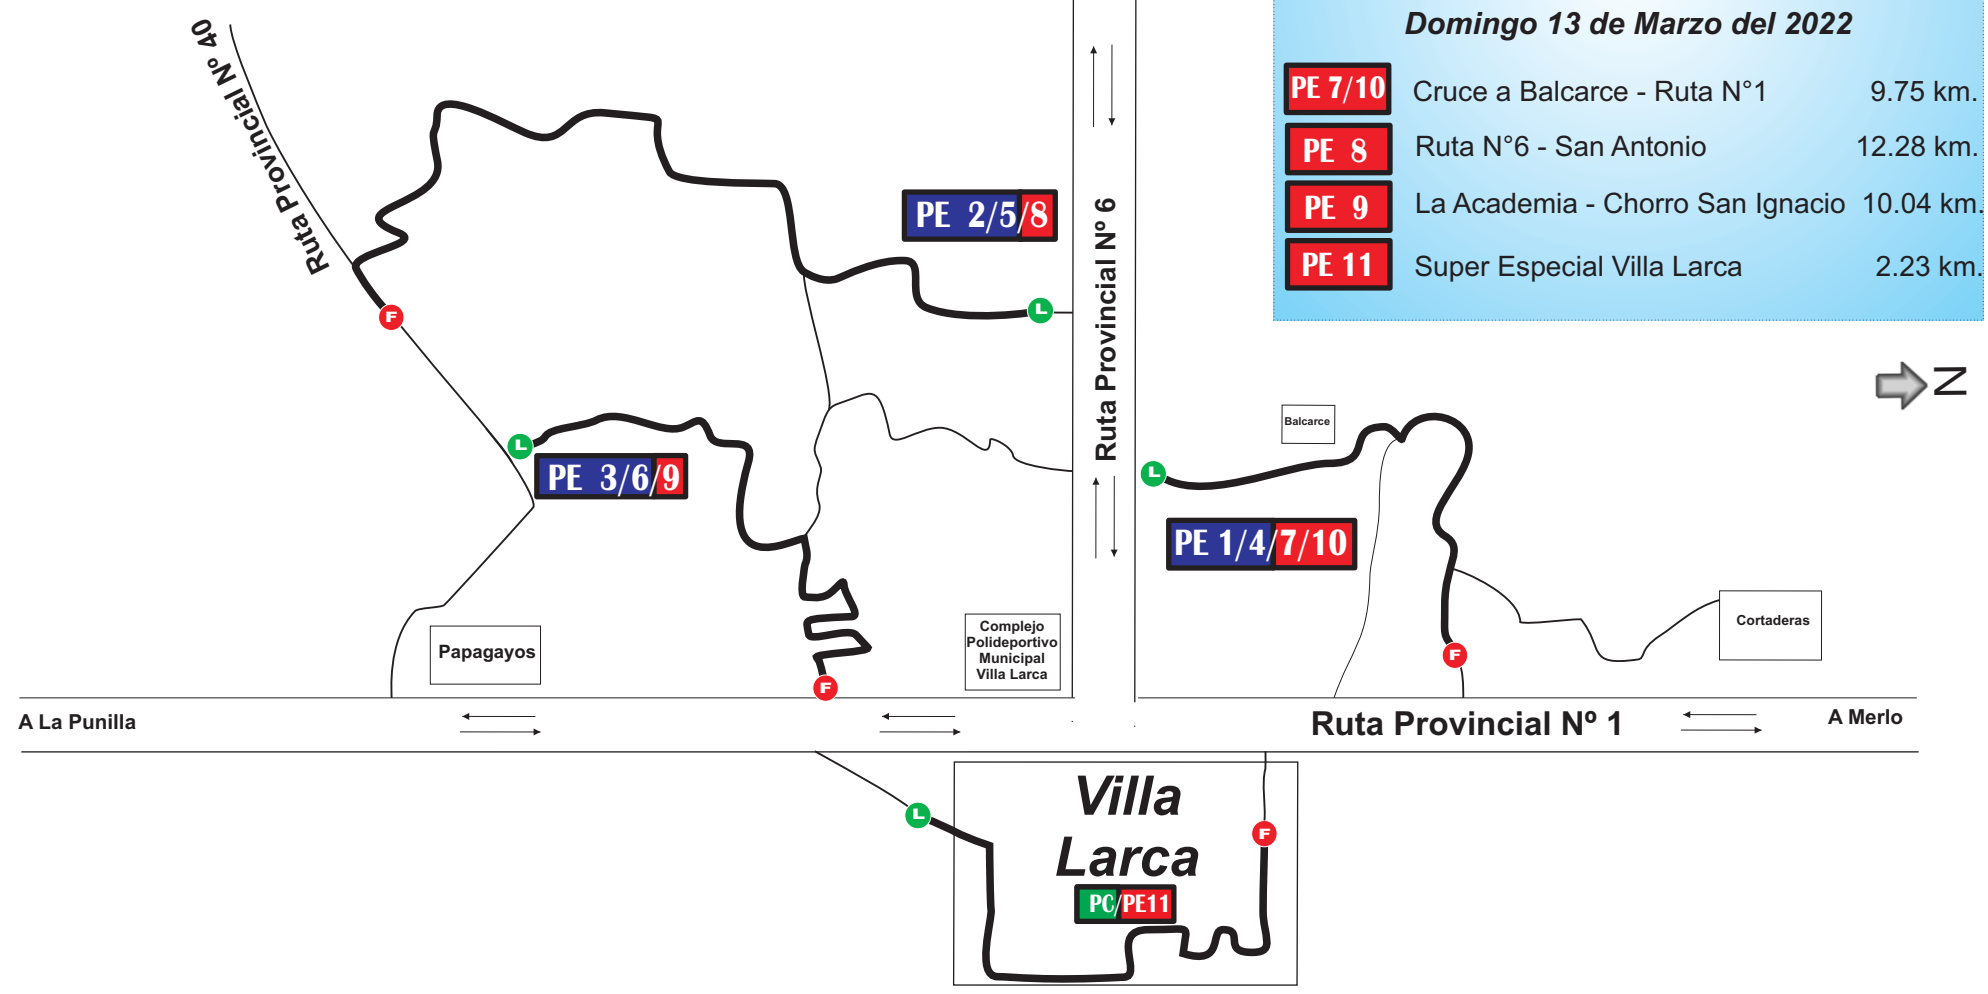 Domingo 13 de Marzo del 2022
PE 7/10 Cruce a Balcarce - Ruta N°1 9.75 km.
PE 8 Ruta N°6 - San Antonio 12.28 km.
PE 9 La Academia - Chorro San Ignacio 10.04 km.
PE 11 Super Especial Villa Larca 2.23 km.
Ruta Provincial Nº 40
PE 2/5/8
Ruta Provincial Nº 6
F
L
N
Balcarce
L
PE 3/6/9
L
PE 1/4/7/10
Cortaderas
Papagayos
Complejo
Polideportivo
Municipal
Villa Larca
F
F
A La Punilla
Ruta Provincial Nº 1
A Merlo
Villa
Larca
L
F
PC/PE11